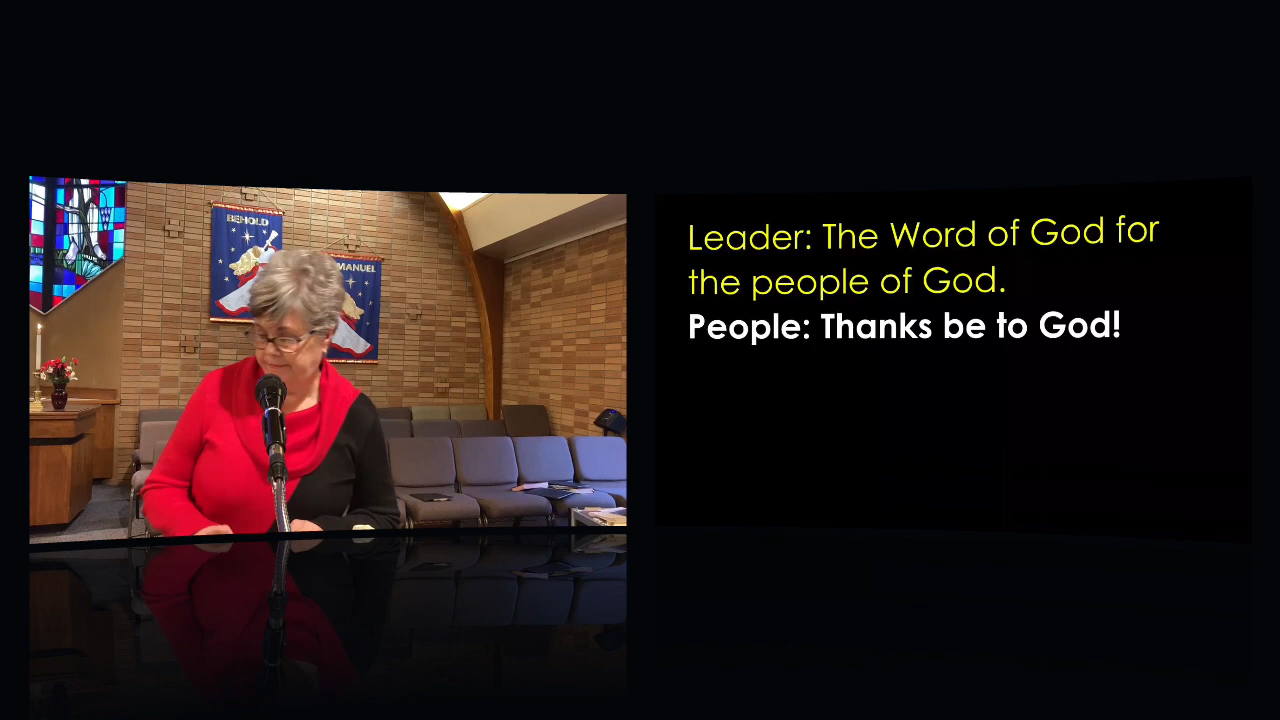 BEHOLD
MANUEL
Leader: The Word of God for
the people of God.
People: Thanks be to God!